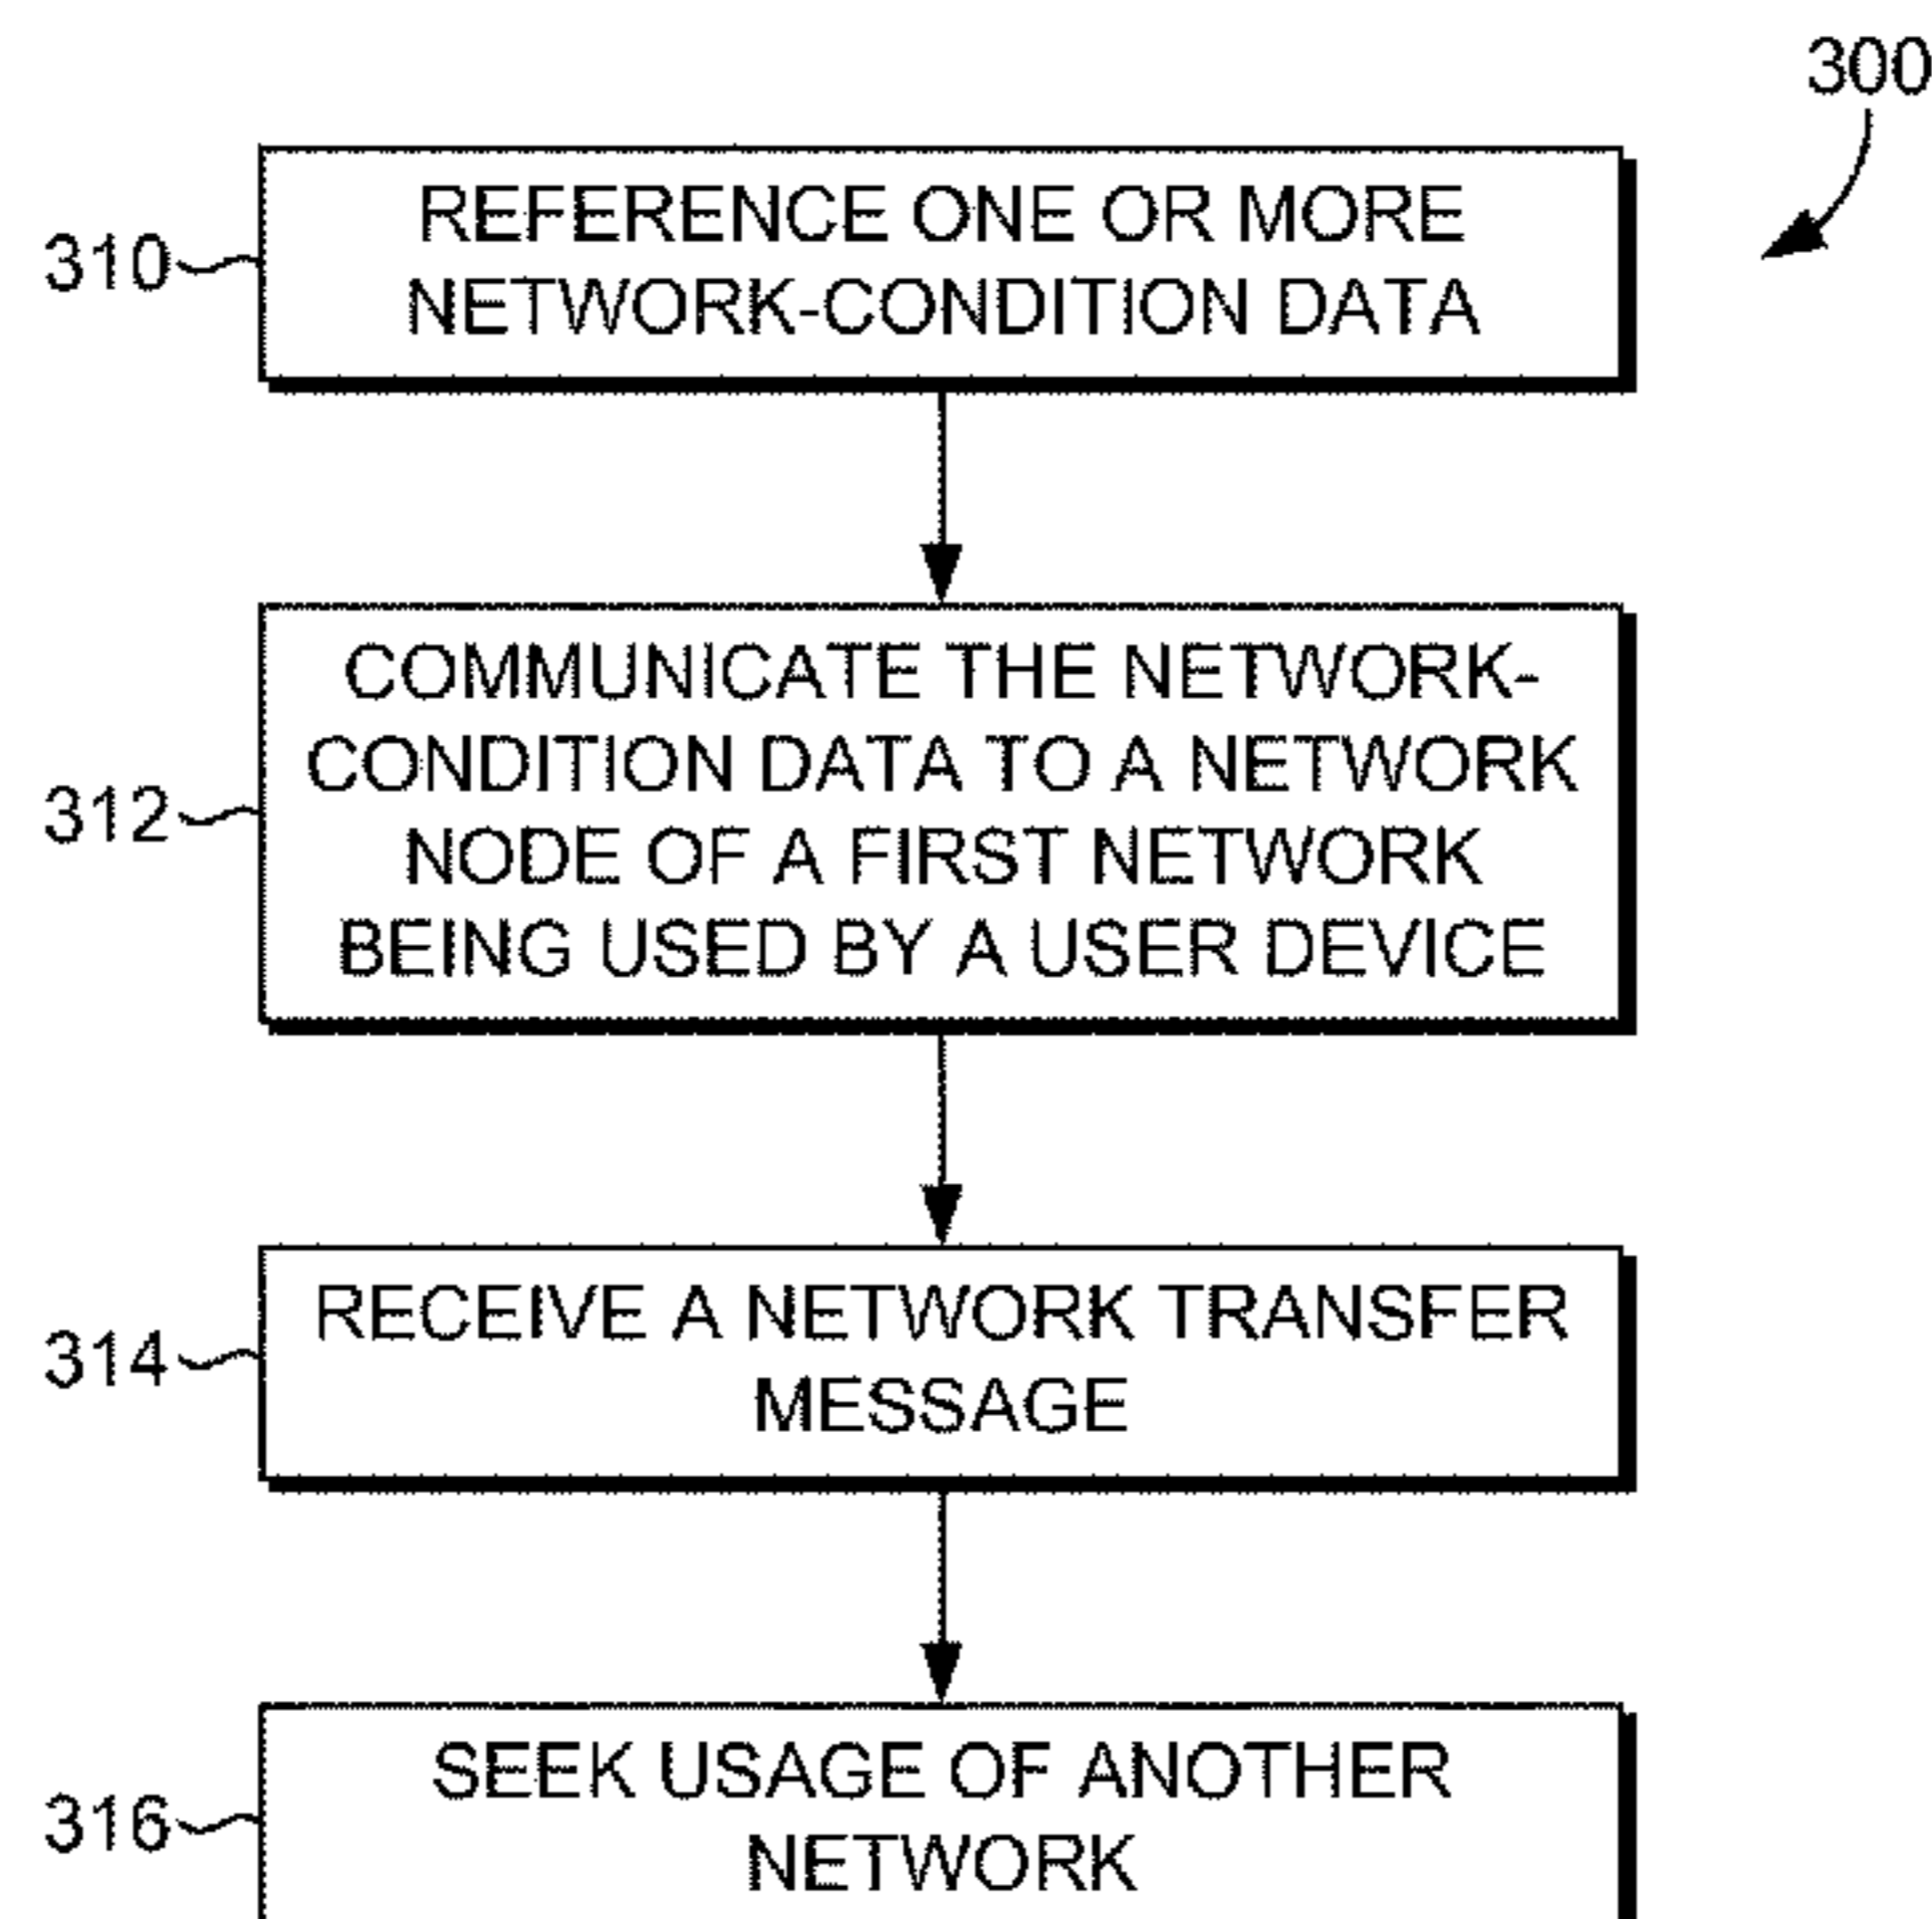 300
310
REFERENCE ONE OR MORE
NETWORK-CONDITION DATA
312
COMMUNICATE THE NETWORK-
CONDITION DATA TO A NETWORK
NODE OF A FIRST NETWORK
BEING USED BY A USER DEVICE
314
RECEIVE A NETWORK TRANSFER
MESSAGE
316
SEEK USAGE OF ANOTHER
NETWORK